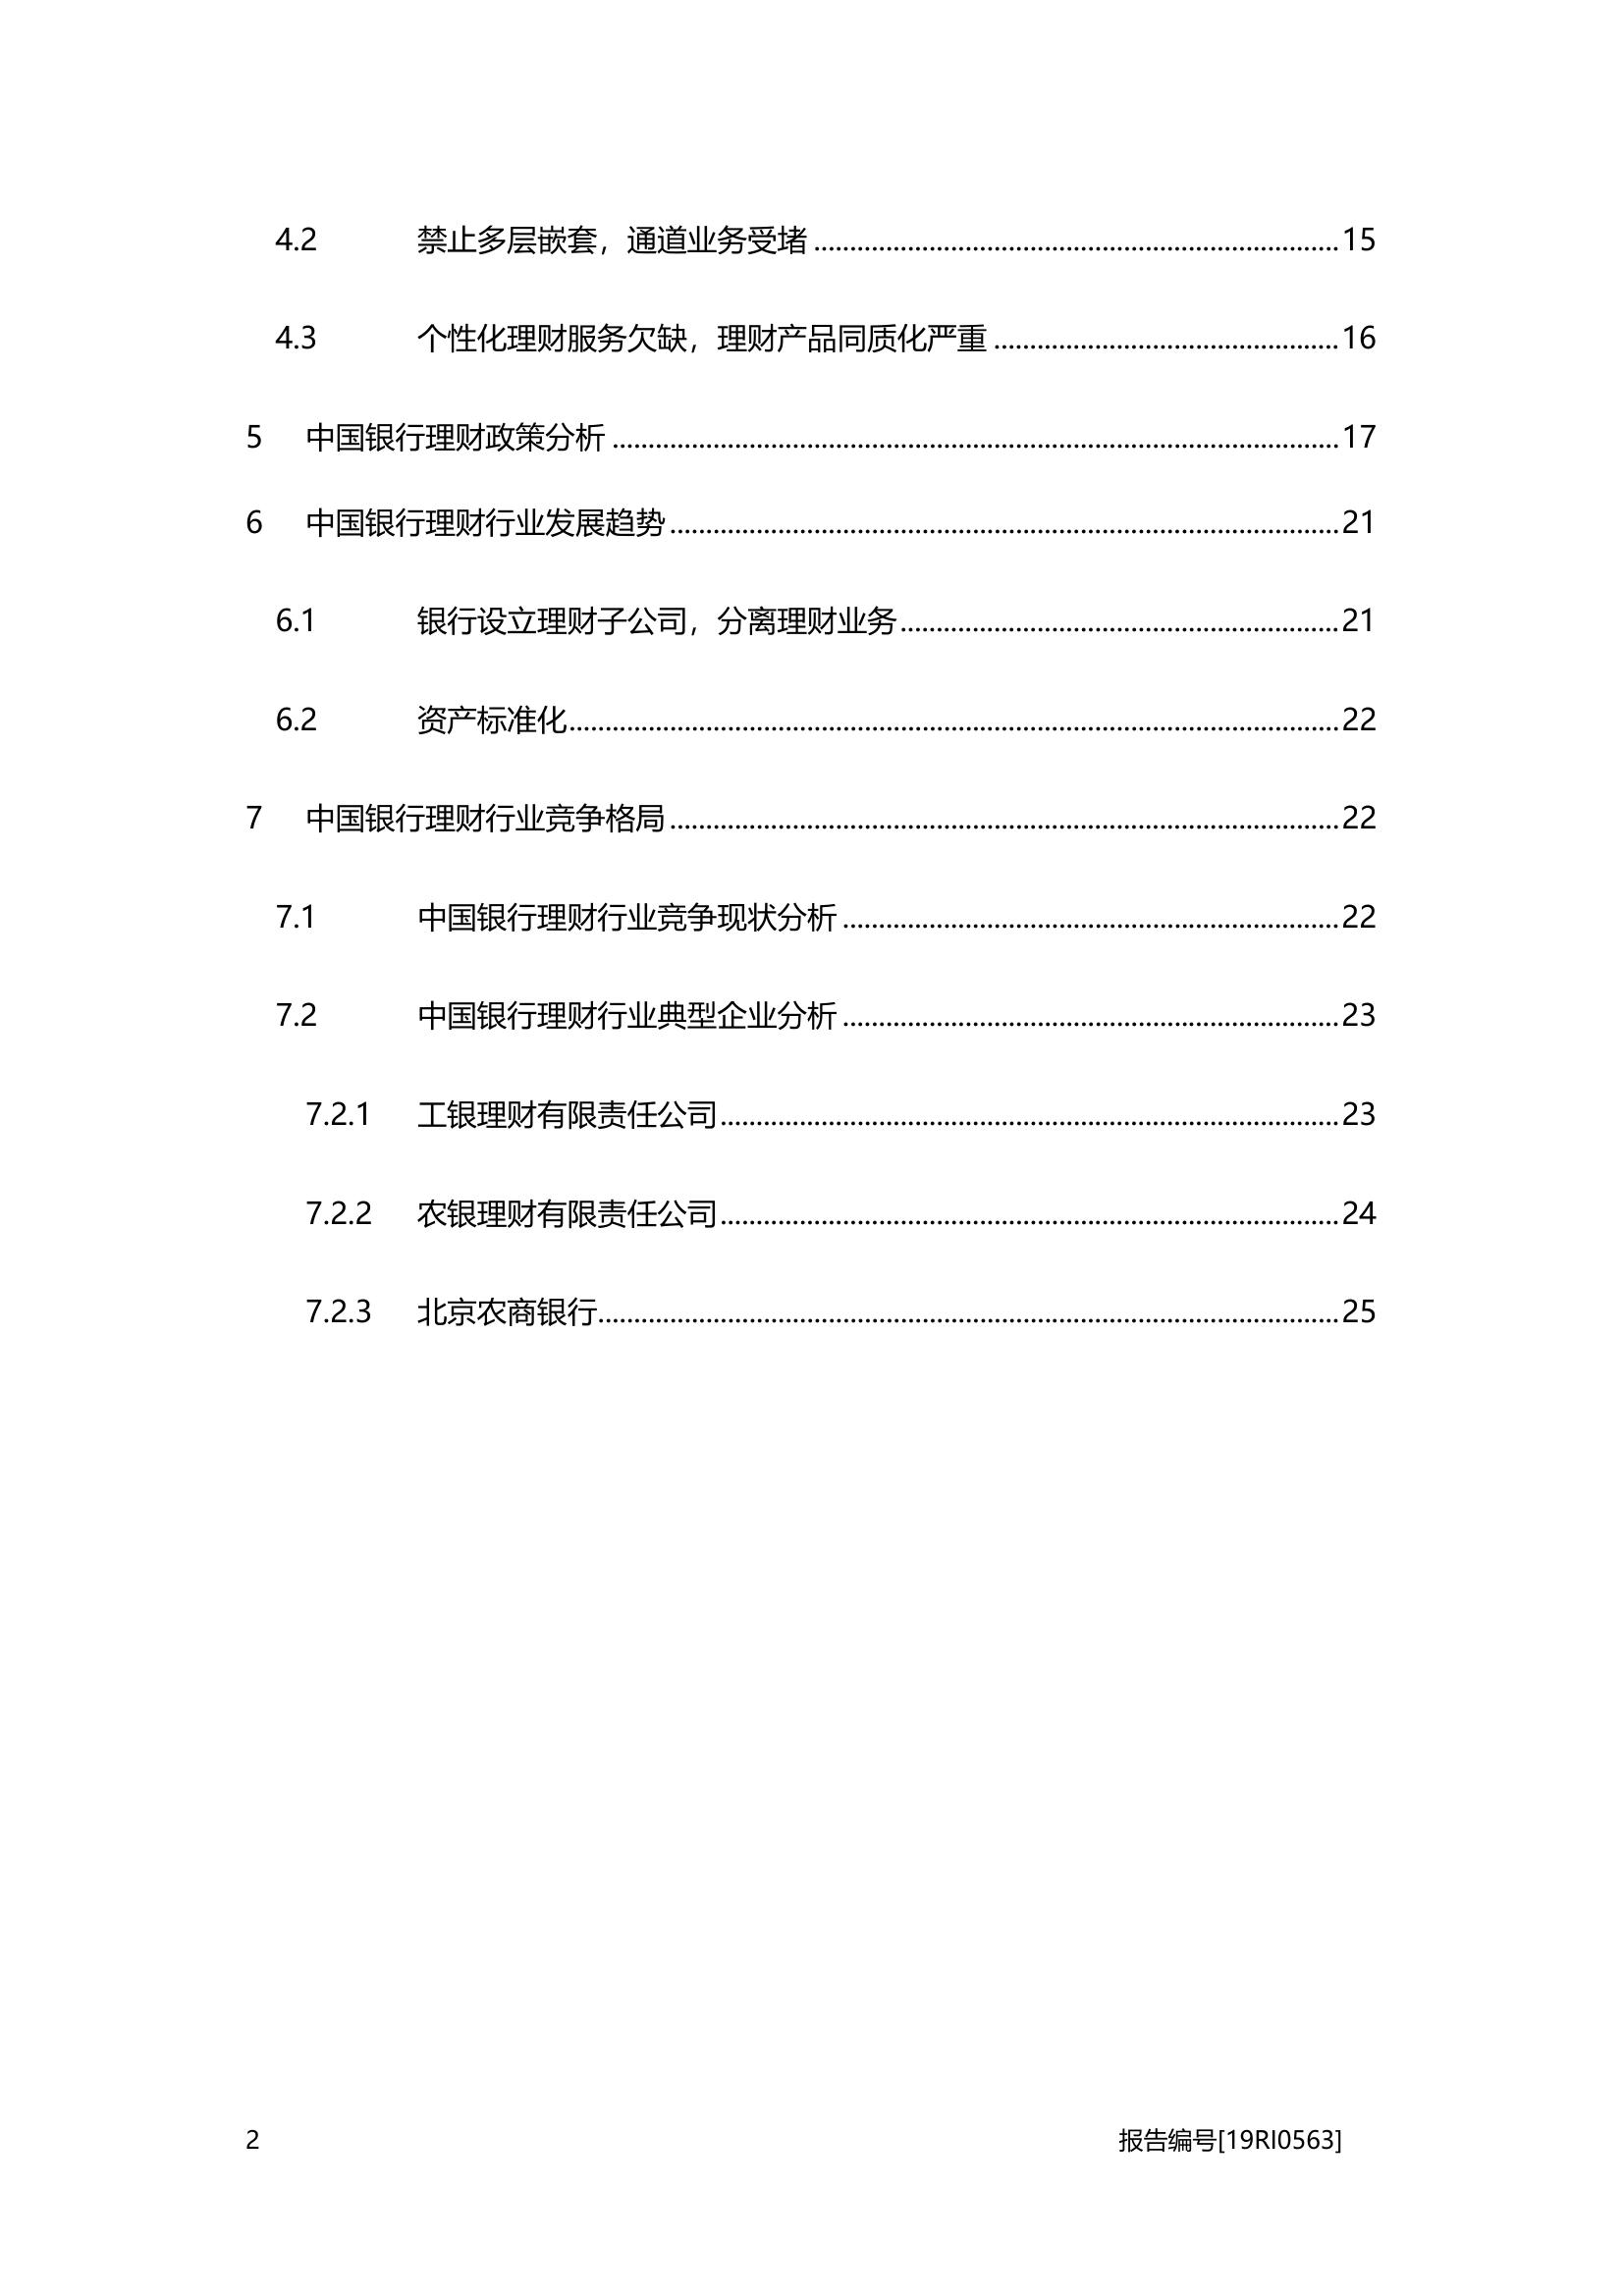 4.2 禁止多层嵌套，通道业务受堵 ........................................................................ 15
4.3 个性化理财服务欠缺，理财产品同质化严重 ................................................ 16
5 中国银行理财政策分析 .................................................................................................... 17
6 中国银行理财行业发展趋势 ............................................................................................ 21
6.1 银行设立理财子公司，分离理财业务 ............................................................ 21
6.2 资产标准化 .......................................................................................................... 22
7 中国银行理财行业竞争格局 ............................................................................................ 22
7.1 中国银行理财行业竞争现状分析 .................................................................... 22
7.2 中国银行理财行业典型企业分析 .................................................................... 23
7.2.1 工银理财有限责任公司 ..................................................................................... 23
7.2.2 农银理财有限责任公司 ..................................................................................... 24
7.2.3 北京农商银行 ...................................................................................................... 25
2 报告编号[19RI0563]